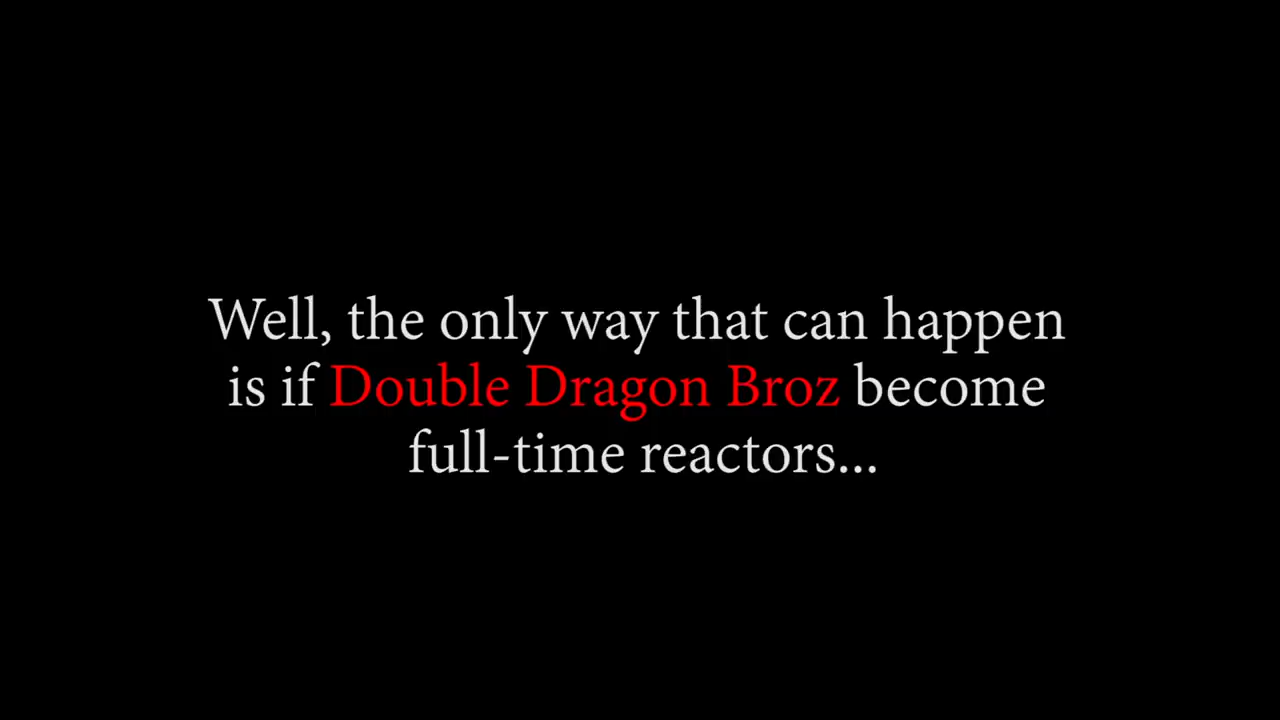 Well, the only way that can happen
is if Double Dragon Broz become
full-time reactors...